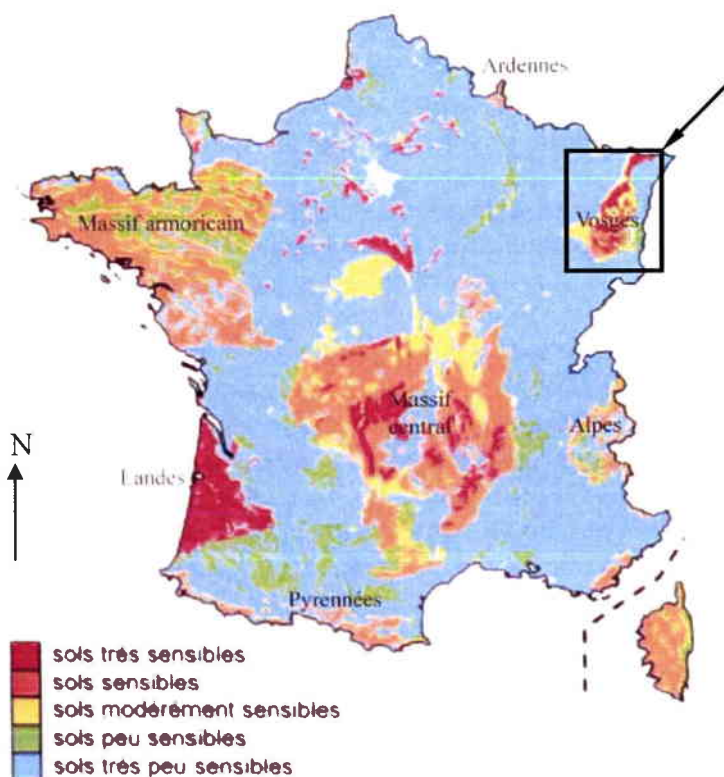 Ardennes
Vosges
Massif armoricain
Massif
central
Alpes
N
Landes
Pyrennées
sols très sensibles
sols sensibles
sols modérément sensibles
sols peu sensibles
sols très peu sensibles